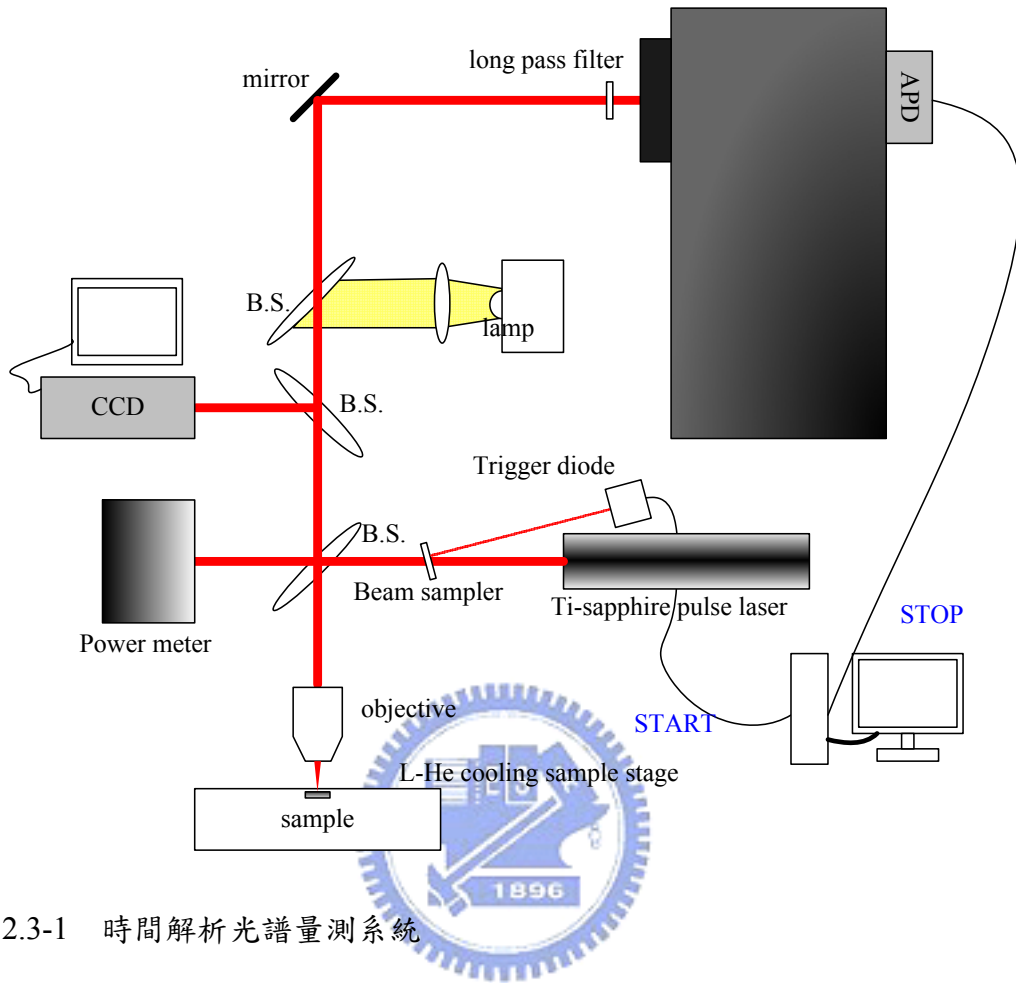 long pass filter
mirror
APD
B.S.
lamp
CCD
B.S.
Trigger diode
B.S.
Beam sampler
Ti-sapphire pulse laser
Power meter
STOP
objective
START
L-He cooling sample stage
sample
1896
2.3-1 時間解析光譜量測系統